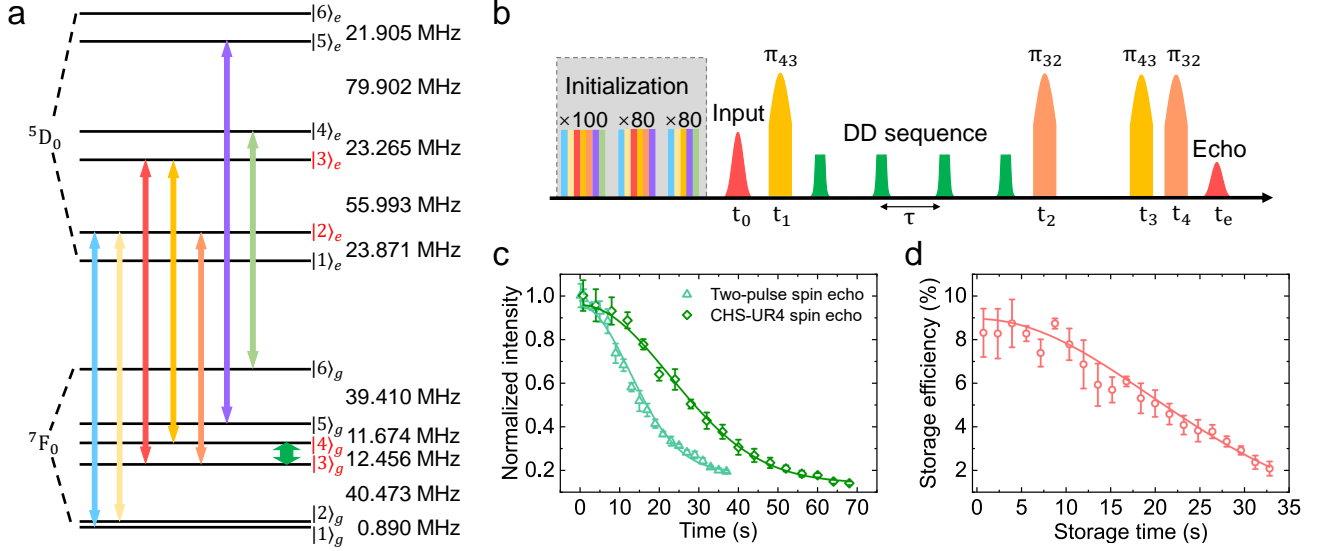 a
|6⟩e
21.905 MHz
|5⟩e
79.902 MHz
⁵D₀
|4⟩e
23.265 MHz
|3⟩e
55.993 MHz
|2⟩e
23.871 MHz
|1⟩e
|6⟩g
39.410 MHz
⁷F₀
|5⟩g
11.674 MHz
|4⟩g
12.456 MHz
|3⟩g
40.473 MHz
|2⟩g
0.890 MHz
|1⟩g
b
Initialization
×100 ×80 ×80
Input
π₄₃
DD sequence
π₃₂
π₄₃ π₃₂
Echo
t₀ t₁ τ t₂ t₃ t₄ tₑ
c
Normalized intensity
1.0
0.8
0.6
0.4
0.2
Two-pulse spin echo
CHS-UR4 spin echo
0 10 20 30 40 50 60 70
Time (s)
d
Storage efficiency (%)
10
8
6
4
2
0 5 10 15 20 25 30 35
Storage time (s)